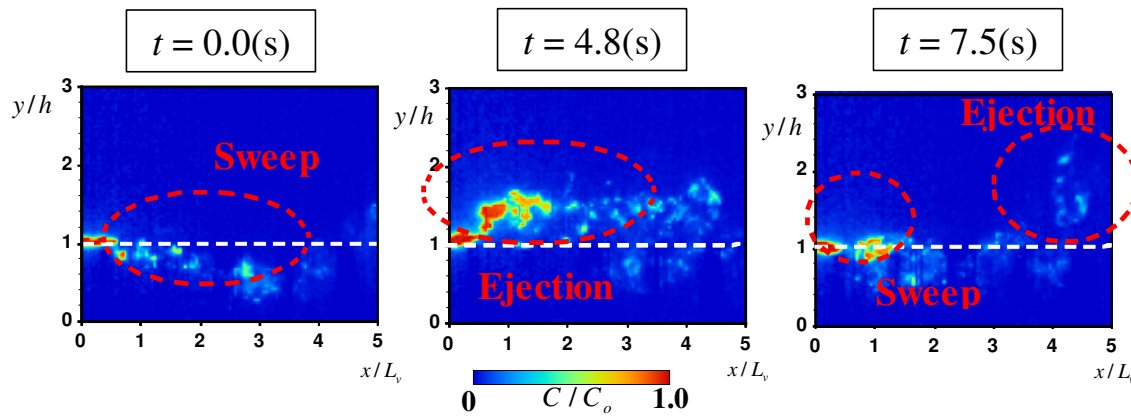 t = 0.0(s)
t = 4.8(s)
t = 7.5(s)
3
y/h
Sweep
2
1
0
0 1 2 3 4 5
x/L_v
3
y/h
2
1
Ejection
0
0 1 2 3 4 5
x/L_v
3
y/h
Ejection
2
1
Sweep
0
0 1 2 3 4 5
x/L_v
0 C/C_o 1.0